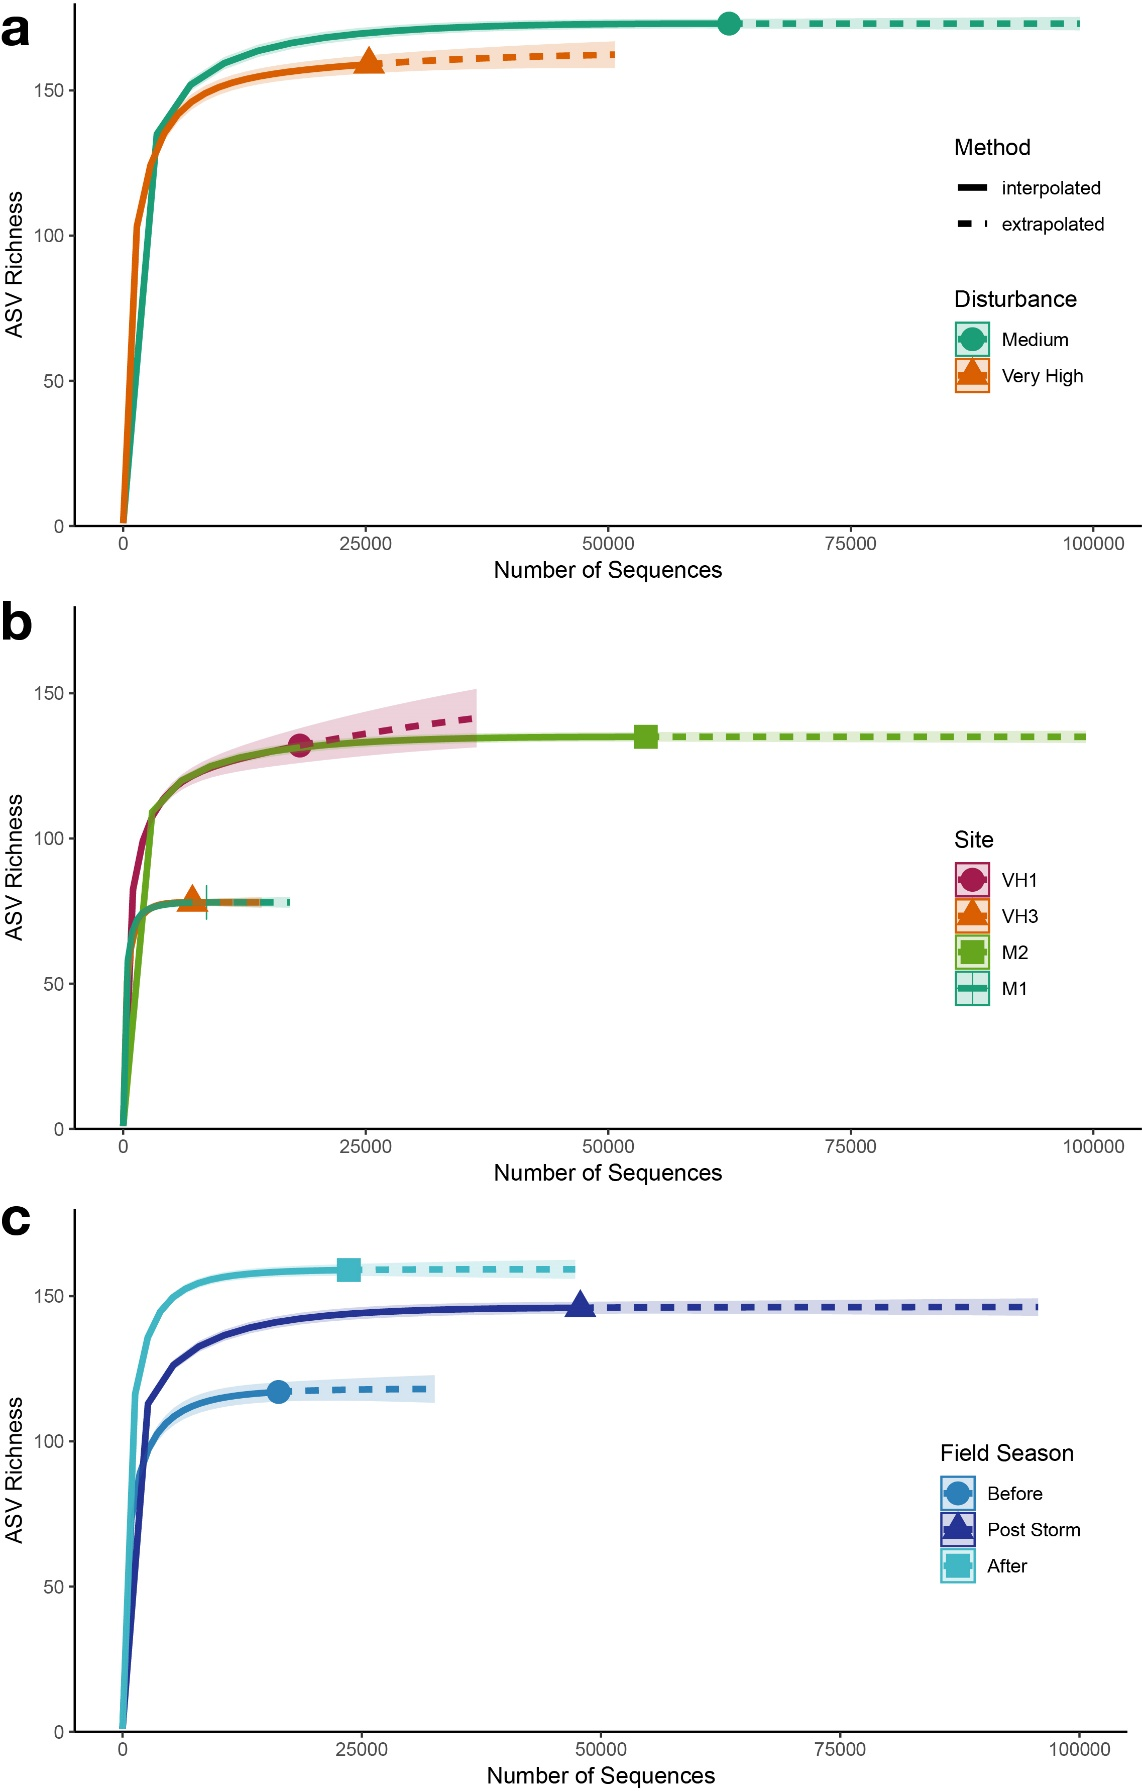 a
ASV Richness
150
100
50
0
0 25000 50000 75000 100000
Number of Sequences
Method
interpolated
extrapolated
Disturbance
Medium
Very High
b
ASV Richness
150
100
50
0
0 25000 50000 75000 100000
Number of Sequences
Site
VH1
VH3
M2
M1
c
ASV Richness
150
100
50
0
0 25000 50000 75000 100000
Number of Sequences
Field Season
Before
Post Storm
After